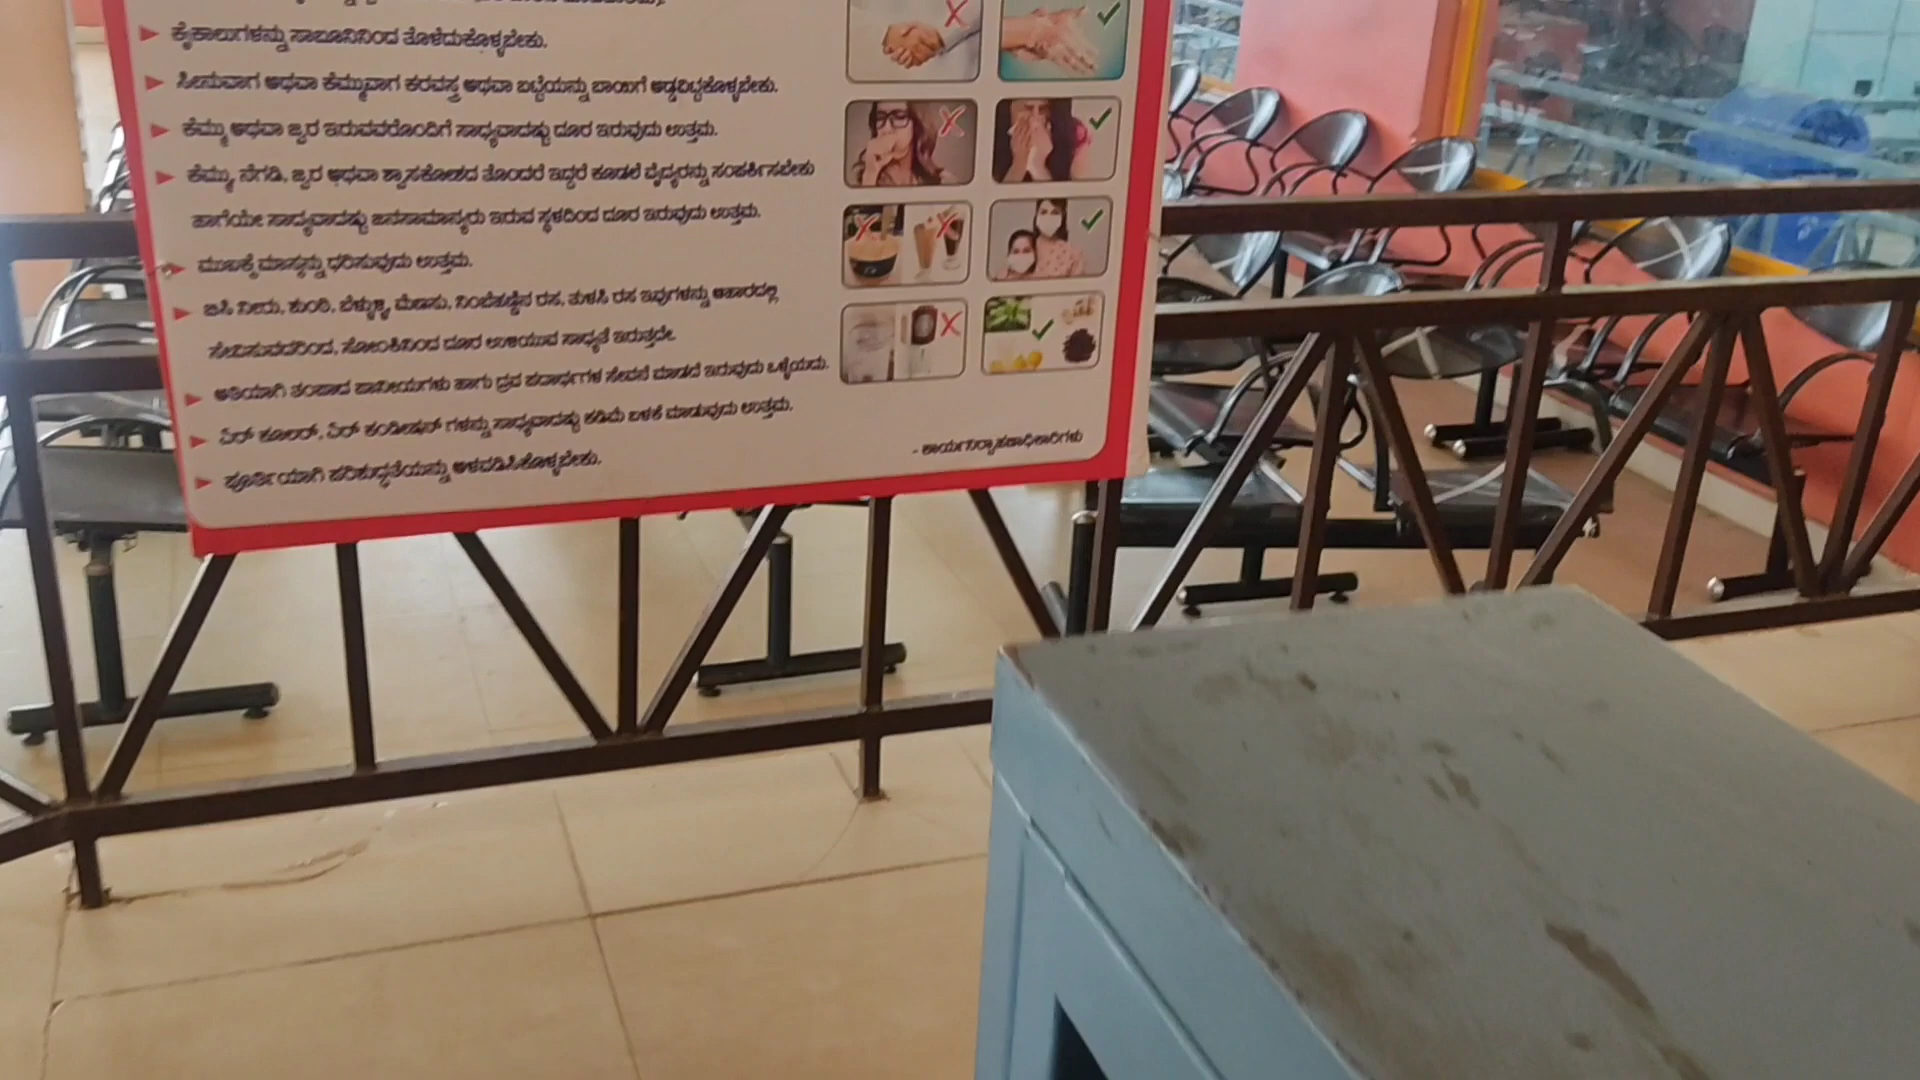 ಕೈಕಾಲುಗಳನ್ನು ಸಾಬೂನಿನಿಂದ ತೊಳೆದುಕೊಳ್ಳಬೇಕು.
ಸೀನುವಾಗ ಅಥವಾ ಕೆಮ್ಮುವಾಗ ಕರವಸ್ತ್ರ ಅಥವಾ ಬಟ್ಟೆಯನ್ನು ಬಾಯಿಗೆ ಅಡ್ಡವಿಟ್ಟಕೊಳ್ಳಬೇಕು.
ಕೆಮ್ಮು ಅಥವಾ ಜ್ವರ ಇರುವವರೊಂದಿಗೆ ಸಾಧ್ಯವಾದಷ್ಟು ದೂರ ಇರುವುದು ಉತ್ತಮ.
ಕೆಮ್ಮು, ನೆಗಡಿ, ಜ್ವರ ಅಥವಾ ಶ್ವಾಸಕೋಶದ ತೊಂದರೆ ಇದ್ದರೆ ಕೂಡಲೆ ವೈದ್ಯರನ್ನು ಸಂಪರ್ಕಿಸಬೇಕು
ಹಾಗೆಯೇ ಸಾಧ್ಯವಾದಷ್ಟು ಜನಸಾಮಾನ್ಯರು ಇರುವ ಸ್ಥಳದಿಂದ ದೂರ ಇರುವುದು ಉತ್ತಮ.
ಮುಖಕ್ಕೆ ಮಾಸ್ಕನ್ನು ಧರಿಸುವುದು ಉತ್ತಮ.
ಬಿಸಿ ನೀರು, ಶುಂಠಿ, ಬೆಳ್ಳುಳ್ಳಿ, ಮೆಣಸು, ನಿಂಬೆಹಣ್ಣಿನ ರಸ, ತುಳಸಿ ರಸ ಇವುಗಳನ್ನು ಆಹಾರದಲ್ಲಿ
ಸೇವಿಸುವದರಿಂದ, ಸೋಂಕಿನಿಂದ ದೂರ ಉಳಿಯುವ ಸಾಧ್ಯತೆ ಇರುತ್ತದೇ.
ಅತಿಯಾಗಿ ತಂಪಾದ ಪಾನೀಯಗಳು ಹಾಗು ದ್ರವ ಪದಾರ್ಥಗಳ ಸೇವನೆ ಮಾಡದೆ ಇರುವುದು ಒಳ್ಳೆಯದು.
ಏರ್ ಕೂಲರ್, ಏರ್ ಕಂಡೀಷನ್ ಗಳನ್ನು ಸಾಧ್ಯವಾದಷ್ಟು ಕಡಿಮೆ ಬಳಕೆ ಮಾಡುವುದು ಉತ್ತಮ.
ಪೂರ್ತಿಯಾಗಿ ಪರಿಶುದ್ಧತೆಯನ್ನು ಅಳವಡಿಸಿಕೊಳ್ಳಬೇಕು.
- ಕಾರ್ಯನಿರ್ವಾಹಣಾಧಿಕಾರಿಗಳು